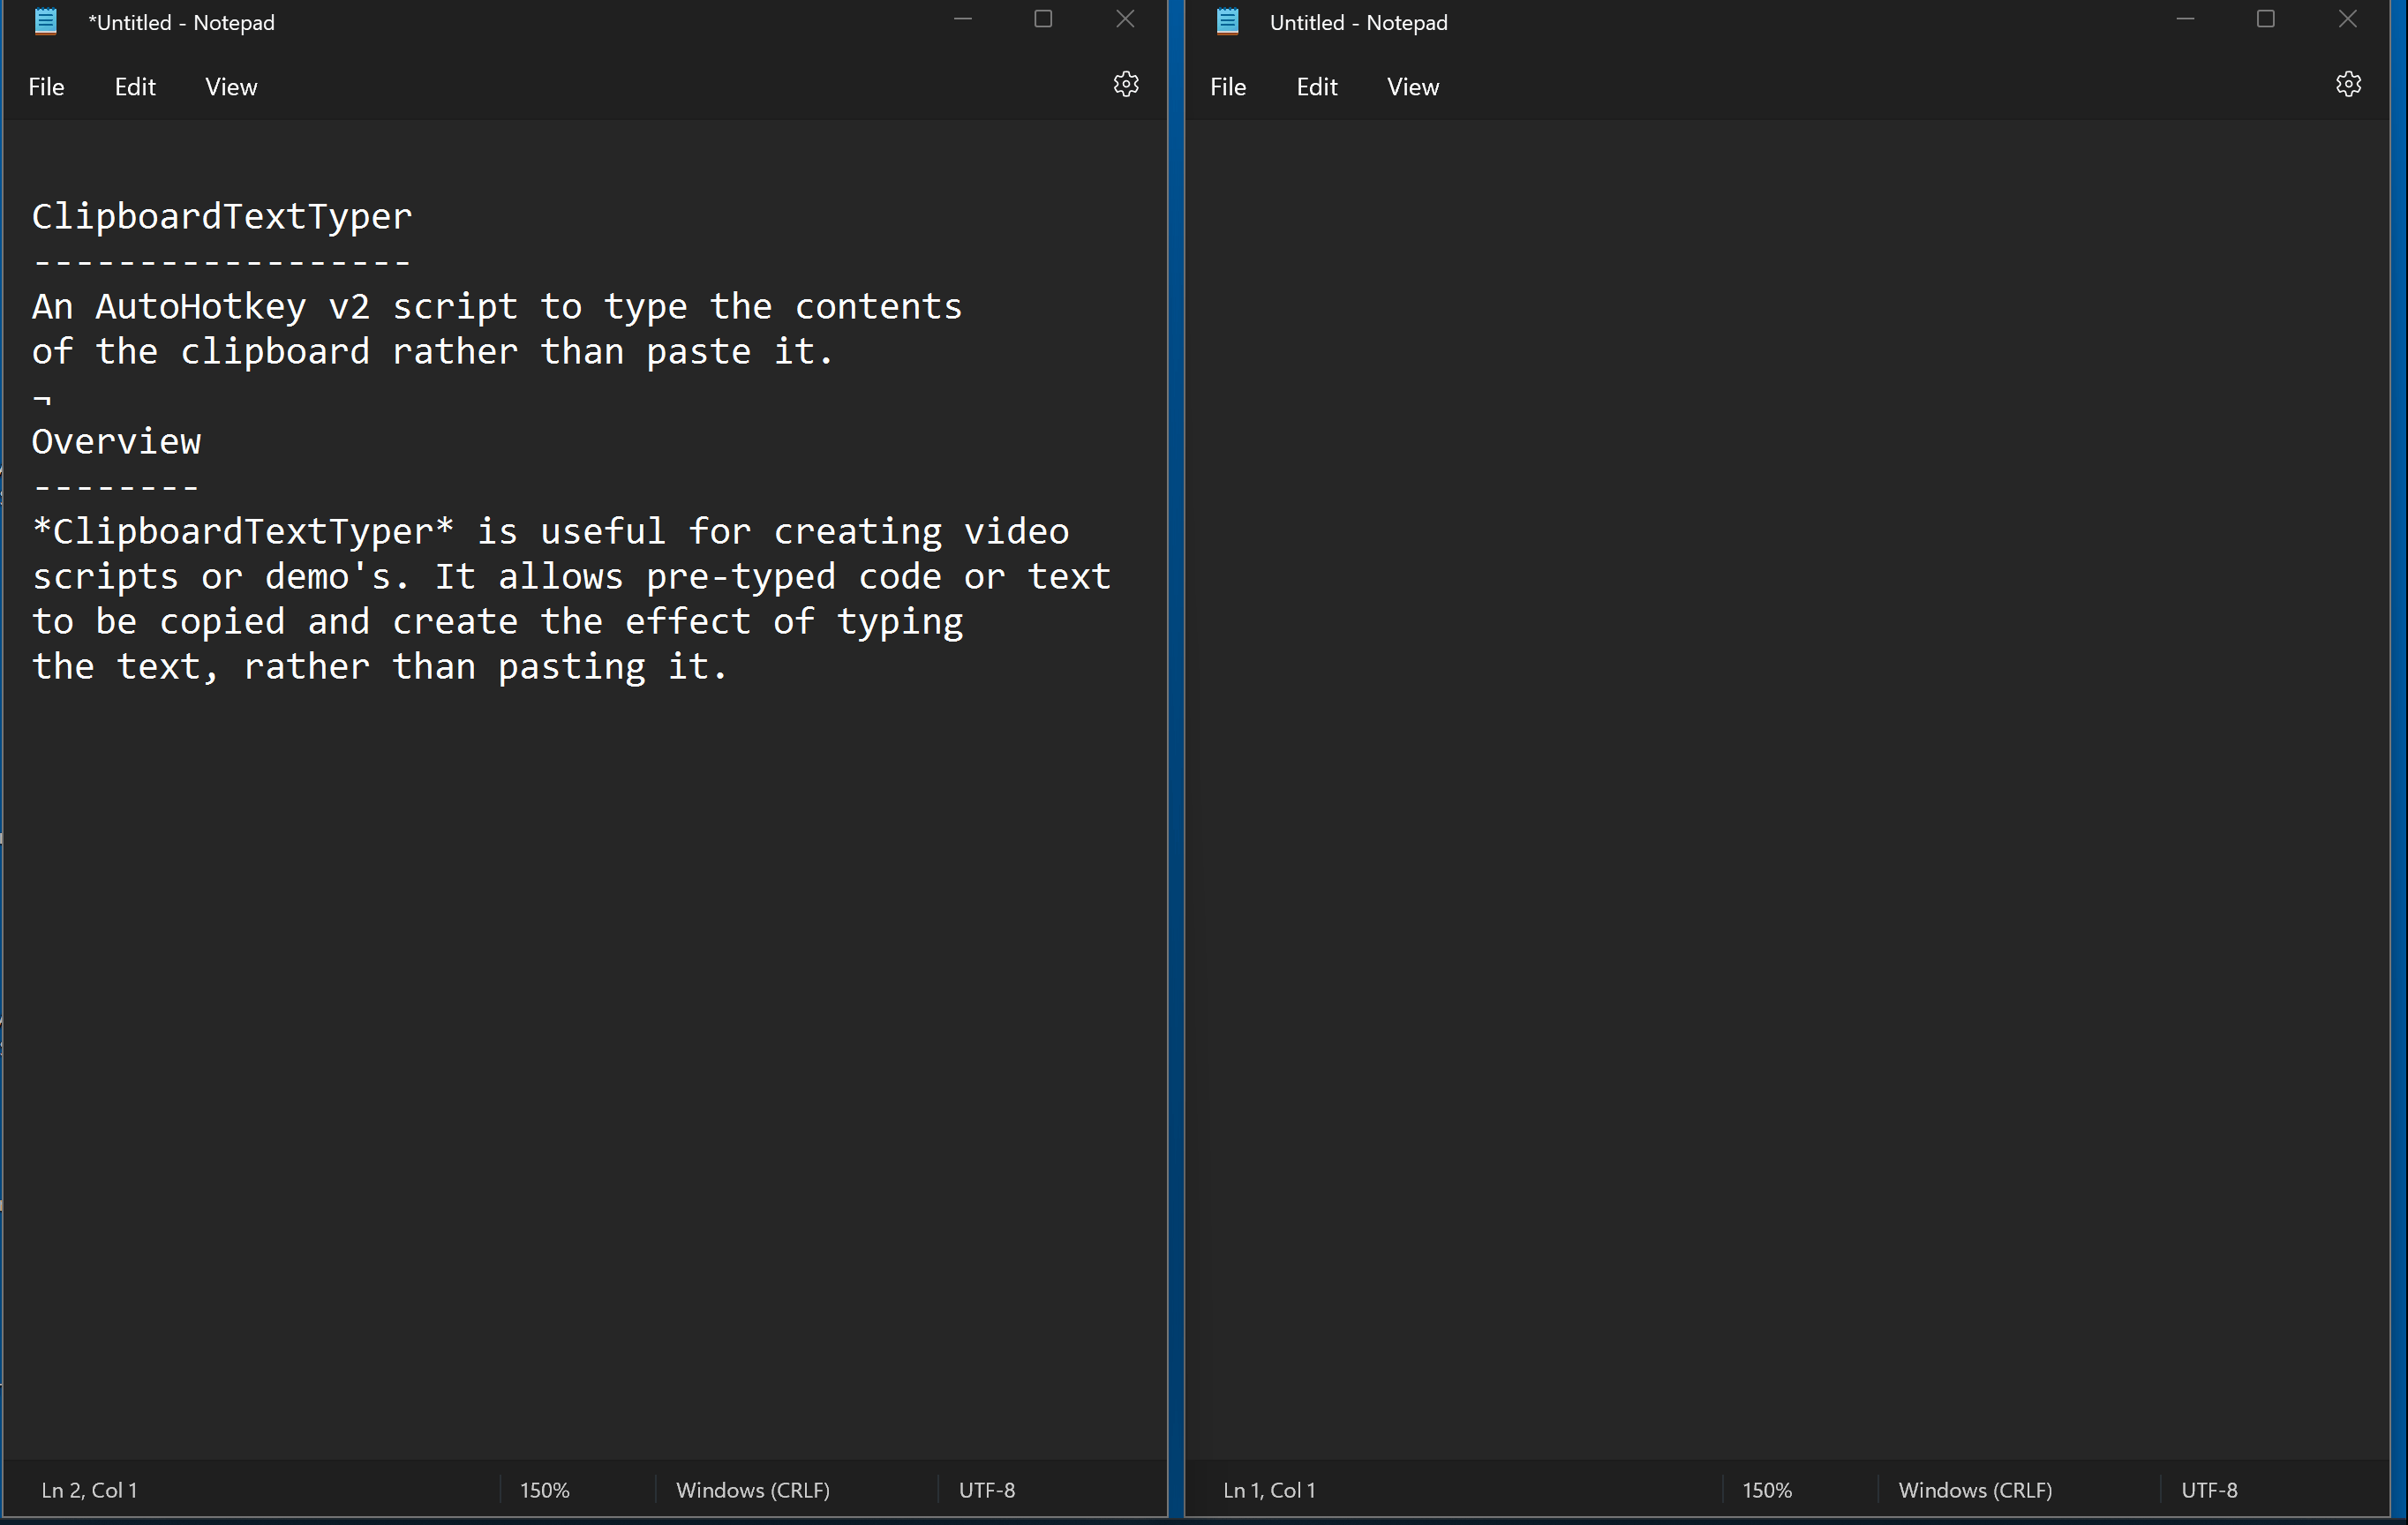 *Untitled - Notepad
File Edit View
ClipboardTextTyper
------------------
An AutoHotkey v2 script to type the contents
of the clipboard rather than paste it.
¬
Overview
--------
*ClipboardTextTyper* is useful for creating video
scripts or demo's. It allows pre-typed code or text
to be copied and create the effect of typing
the text, rather than pasting it.
Ln 2, Col 1 150% Windows (CRLF) UTF-8
Untitled - Notepad
File Edit View
Ln 1, Col 1 150% Windows (CRLF) UTF-8